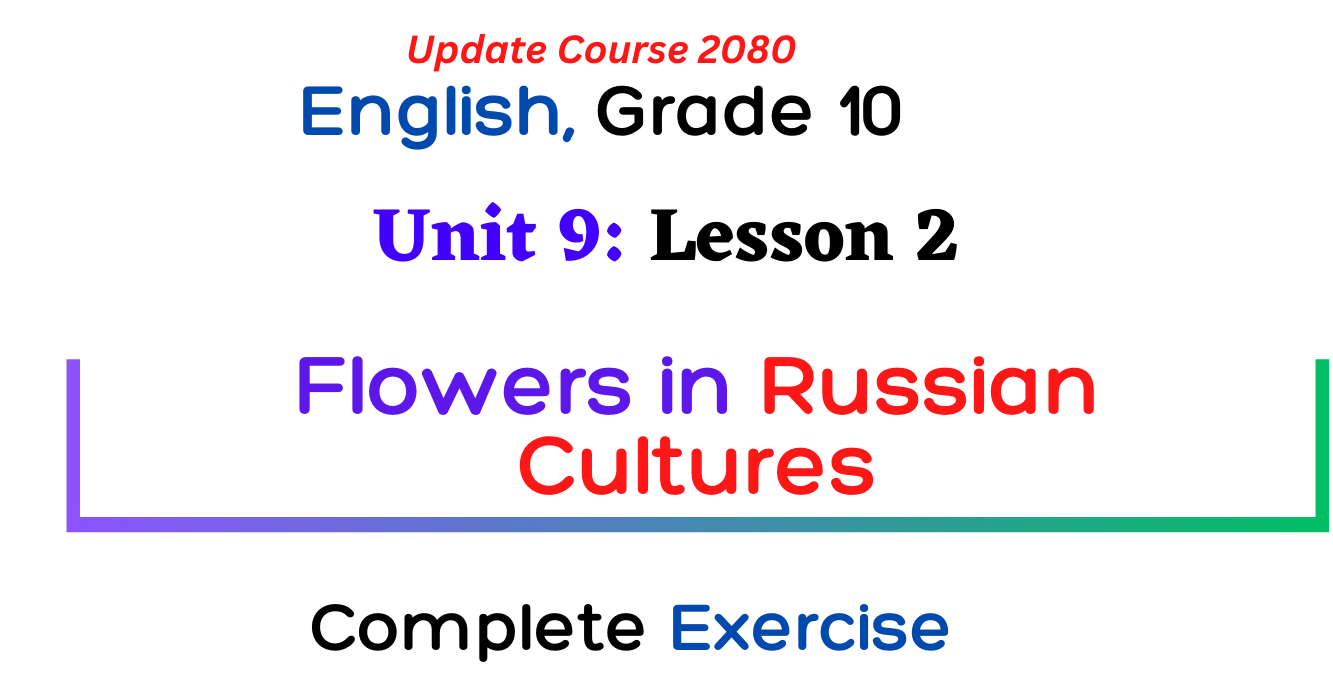 Update Course 2080
English, Grade 10
Unit 9: Lesson 2
Flowers in Russian
Cultures
Complete Exercise